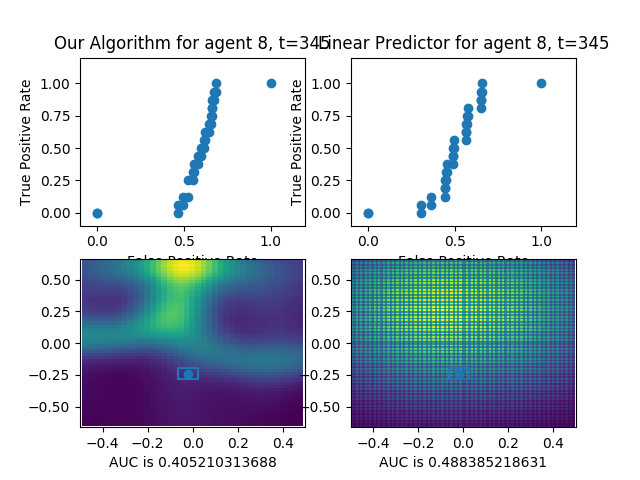 Our Algorithm for agent 8, t=345
Linear Predictor for agent 8, t=345
True Positive Rate
1.00
0.75
0.50
0.25
0.00
0.0 0.5 1.0
False Positive Rate
True Positive Rate
1.00
0.75
0.50
0.25
0.00
0.0 0.5 1.0
False Positive Rate
0.50
0.25
0.00
−0.25
−0.50
−0.4 −0.2 0.0 0.2 0.4
AUC is 0.405210313688
0.50
0.25
0.00
−0.25
−0.50
−0.4 −0.2 0.0 0.2 0.4
AUC is 0.488385218631